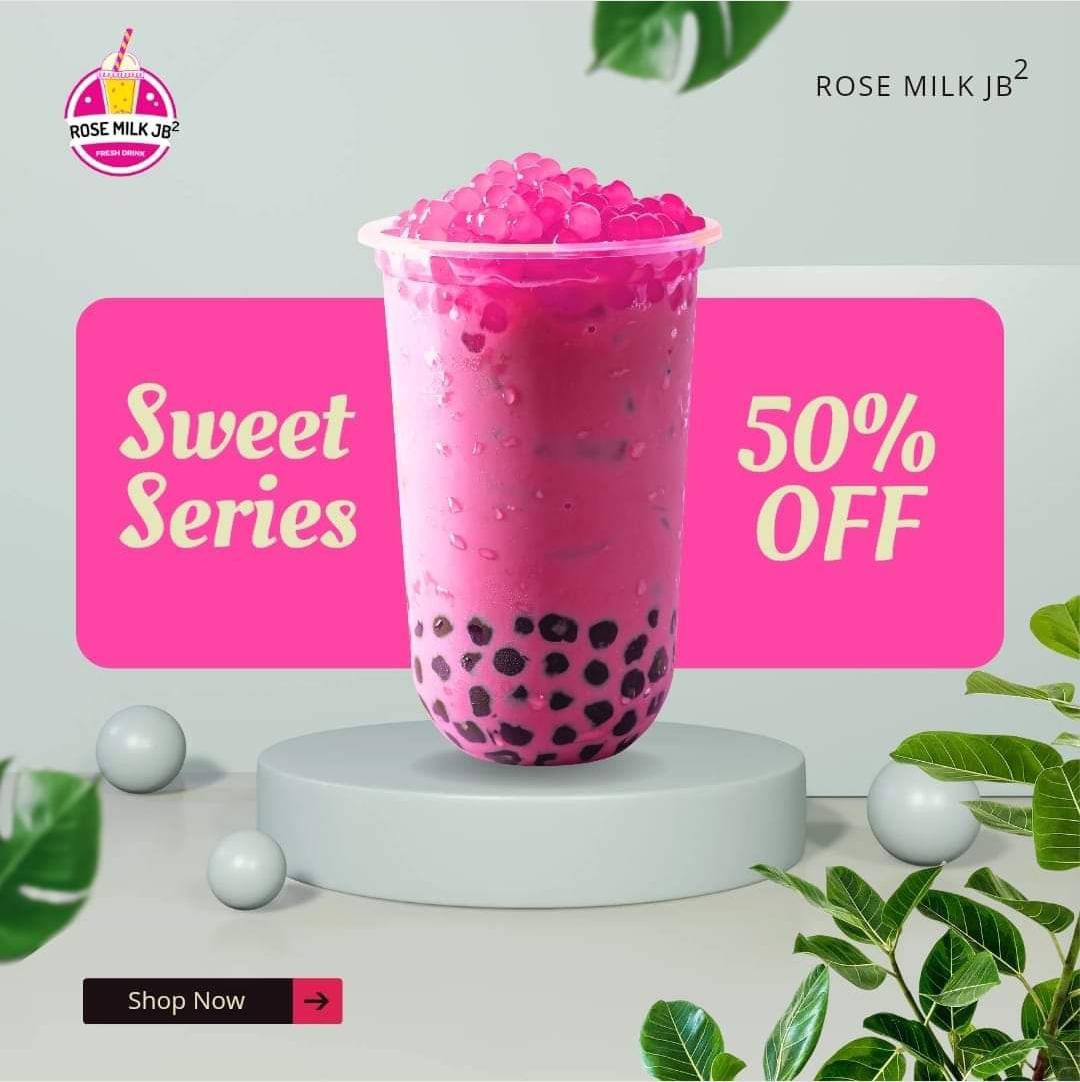 ROSE MILK JB²
FRESH DRINK
ROSE MILK JB²
Sweet
Series
50%
OFF
Shop Now